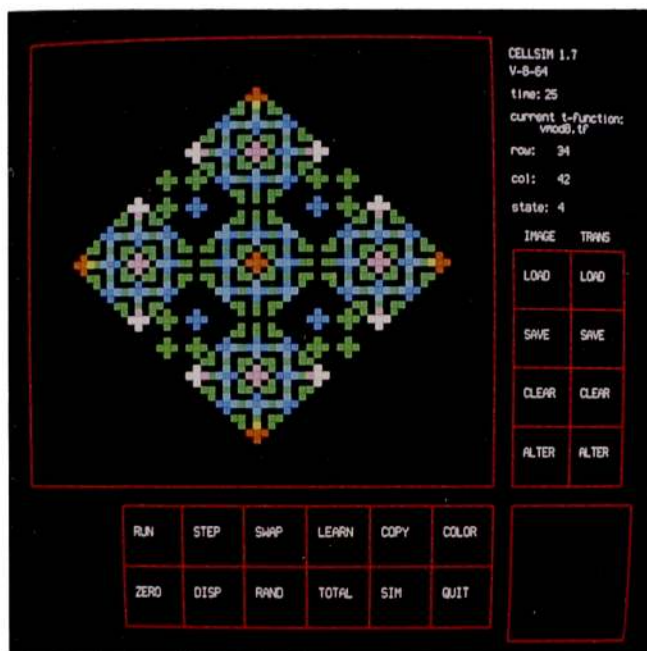 CELLSIM 1.7
V-8-64
time: 25
current t-function:
vmod8.tf
row: 34
col: 42
state: 4
IMAGE TRANS
LOAD LOAD
SAVE SAVE
CLEAR CLEAR
ALTER ALTER
RUN STEP SWAP LEARN COPY COLOR
ZERO DISP RAND TOTAL SIM QUIT